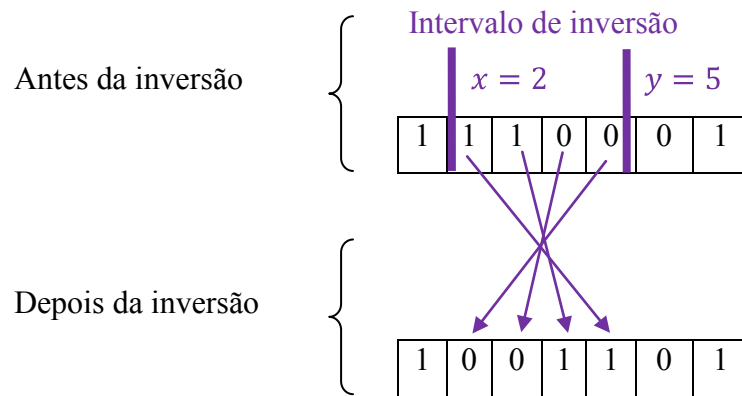 Intervalo de inversão
Antes da inversão
x = 2
y = 5
1 1 1 0 0 0 1
Depois da inversão
1 0 0 1 1 0 1